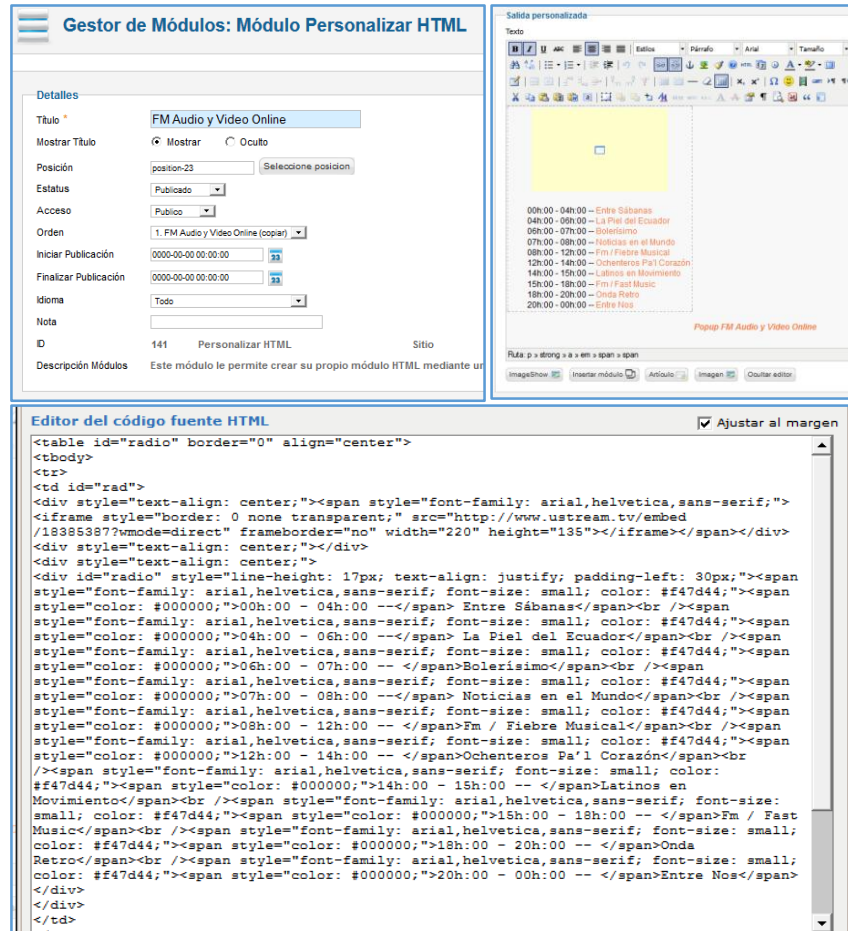 Gestor de Módulos: Módulo Personalizar HTML
Detalles
Título *
FM Audio y Video Online
Mostrar Título
Mostrar
Oculto
Posición
position-23
Seleccione posicion
Estatus
Publicado
Acceso
Publico
Orden
1. FM Audio y Video Online (copiar)
Iniciar Publicación
0000-00-00 00:00:00
23
Finalizar Publicación
0000-00-00 00:00:00
23
Idioma
Todo
Nota
ID
141 Personalizar HTML Sitio
Descripción Módulos
Este módulo le permite crear su propio módulo HTML mediante un
Salida personalizada
Texto
B I U ABC Estilos Párrafo Arial Tamaño
00h:00 - 04h:00 -- Entre Sábanas
04h:00 - 06h:00 -- La Piel del Ecuador
06h:00 - 07h:00 -- Bolerísimo
07h:00 - 08h:00 -- Noticias en el Mundo
08h:00 - 12h:00 -- Fm / Fiebre Musical
12h:00 - 14h:00 -- Ochenteros Pa'l Corazón
14h:00 - 15h:00 -- Latinos en Movimiento
15h:00 - 18h:00 -- Fm / Fast Music
18h:00 - 20h:00 -- Onda Retro
20h:00 - 00h:00 -- Entre Nos
Popup FM Audio y Video Online
Ruta: p » strong » a » em » span » span
ImageShow
Insertar módulo
Artículo
Imagen
Ocultar editor
Editor del código fuente HTML
Ajustar al margen
<table id="radio" border="0" align="center">
<tbody>
<tr>
<td id="rad">
<div style="text-align: center;"><span style="font-family: arial,helvetica,sans-serif;">
<iframe style="border: 0 none transparent;" src="http://www.ustream.tv/embed
/18385387?wmode=direct" frameborder="no" width="220" height="135"></iframe></span></div>
<div style="text-align: center;"></div>
<div style="text-align: center;">
<div id="radio" style="line-height: 17px; text-align: justify; padding-left: 30px;"><span
style="font-family: arial,helvetica,sans-serif; font-size: small; color: #f47d44;"><span
style="color: #000000;">00h:00 - 04h:00 --</span> Entre Sábanas</span><br /><span
style="font-family: arial,helvetica,sans-serif; font-size: small; color: #f47d44;"><span
style="color: #000000;">04h:00 - 06h:00 ---</span> La Piel del Ecuador</span><br /><span
style="font-family: arial,helvetica,sans-serif; font-size: small; color: #f47d44;"><span
style="color: #000000;">06h:00 - 07h:00 -- </span>Bolerísimo</span><br /><span
style="font-family: arial,helvetica,sans-serif; font-size: small; color: #f47d44;"><span
style="color: #000000;">07h:00 - 08h:00 --</span> Noticias en el Mundo</span><br /><span
style="font-family: arial,helvetica,sans-serif; font-size: small; color: #f47d44;"><span
style="color: #000000;">08h:00 - 12h:00 -- </span>Fm / Fiebre Musical</span><br /><span
style="font-family: arial,helvetica,sans-serif; font-size: small; color: #f47d44;"><span
style="color: #000000;">12h:00 - 14h:00 -- </span>Ochenteros Pa'l Corazón</span><br
/><span style="font-family: arial,helvetica,sans-serif; font-size: small; color:
#f47d44;"><span style="color: #000000;">14h:00 - 15h:00 -- </span>Latinos en
Movimiento</span><br /><span style="font-family: arial,helvetica,sans-serif; font-size:
small; color: #f47d44;"><span style="color: #000000;">15h:00 - 18h:00 -- </span>Fm / Fast
Music</span><br /><span style="font-family: arial,helvetica,sans-serif; font-size: small;
color: #f47d44;"><span style="color: #000000;">18h:00 - 20h:00 -- </span>Onda
Retro</span><br /><span style="font-family: arial,helvetica,sans-serif; font-size: small;
color: #f47d44;"><span style="color: #000000;">20h:00 - 00h:00 -- </span>Entre Nos</span>
</div>
</div>
</td>